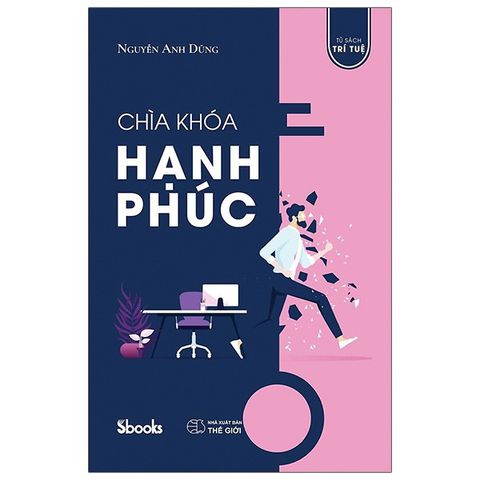 NGUYỄN ANH DŨNG
TỦ SÁCH
TRÍ TUỆ
CHÌA KHÓA
HẠNH
PHÚC
Sbooks
NHÀ XUẤT BẢN
THẾ GIỚI